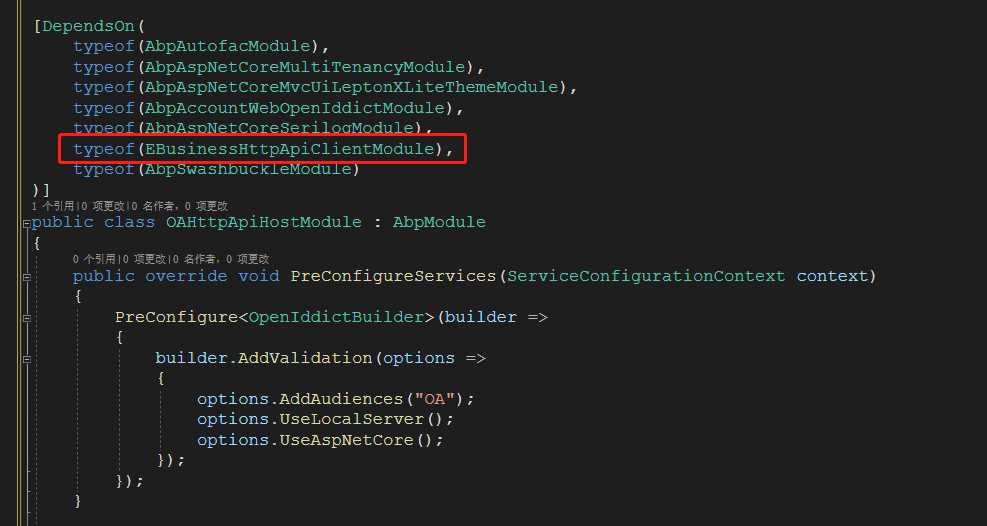 [DependsOn(
typeof(AbpAutofacModule),
typeof(AbpAspNetCoreMultiTenancyModule),
typeof(AbpAspNetCoreMvcUiLeptonXLiteThemeModule),
typeof(AbpAccountWebOpenIddictModule),
typeof(AbpAspNetCoreSerilogModule),
typeof(EBusinessHttpApiClientModule),
typeof(AbpSwashbuckleModule)
)]
1 个引用|0 项更改|0 名作者，0 项更改
public class OAHttpApiHostModule : AbpModule
{
0 个引用|0 项更改|0 名作者，0 项更改
public override void PreConfigureServices(ServiceConfigurationContext context)
{
PreConfigure<OpenIddictBuilder>(builder =>
{
builder.AddValidation(options =>
{
options.AddAudiences("OA");
options.UseLocalServer();
options.UseAspNetCore();
});
});
}